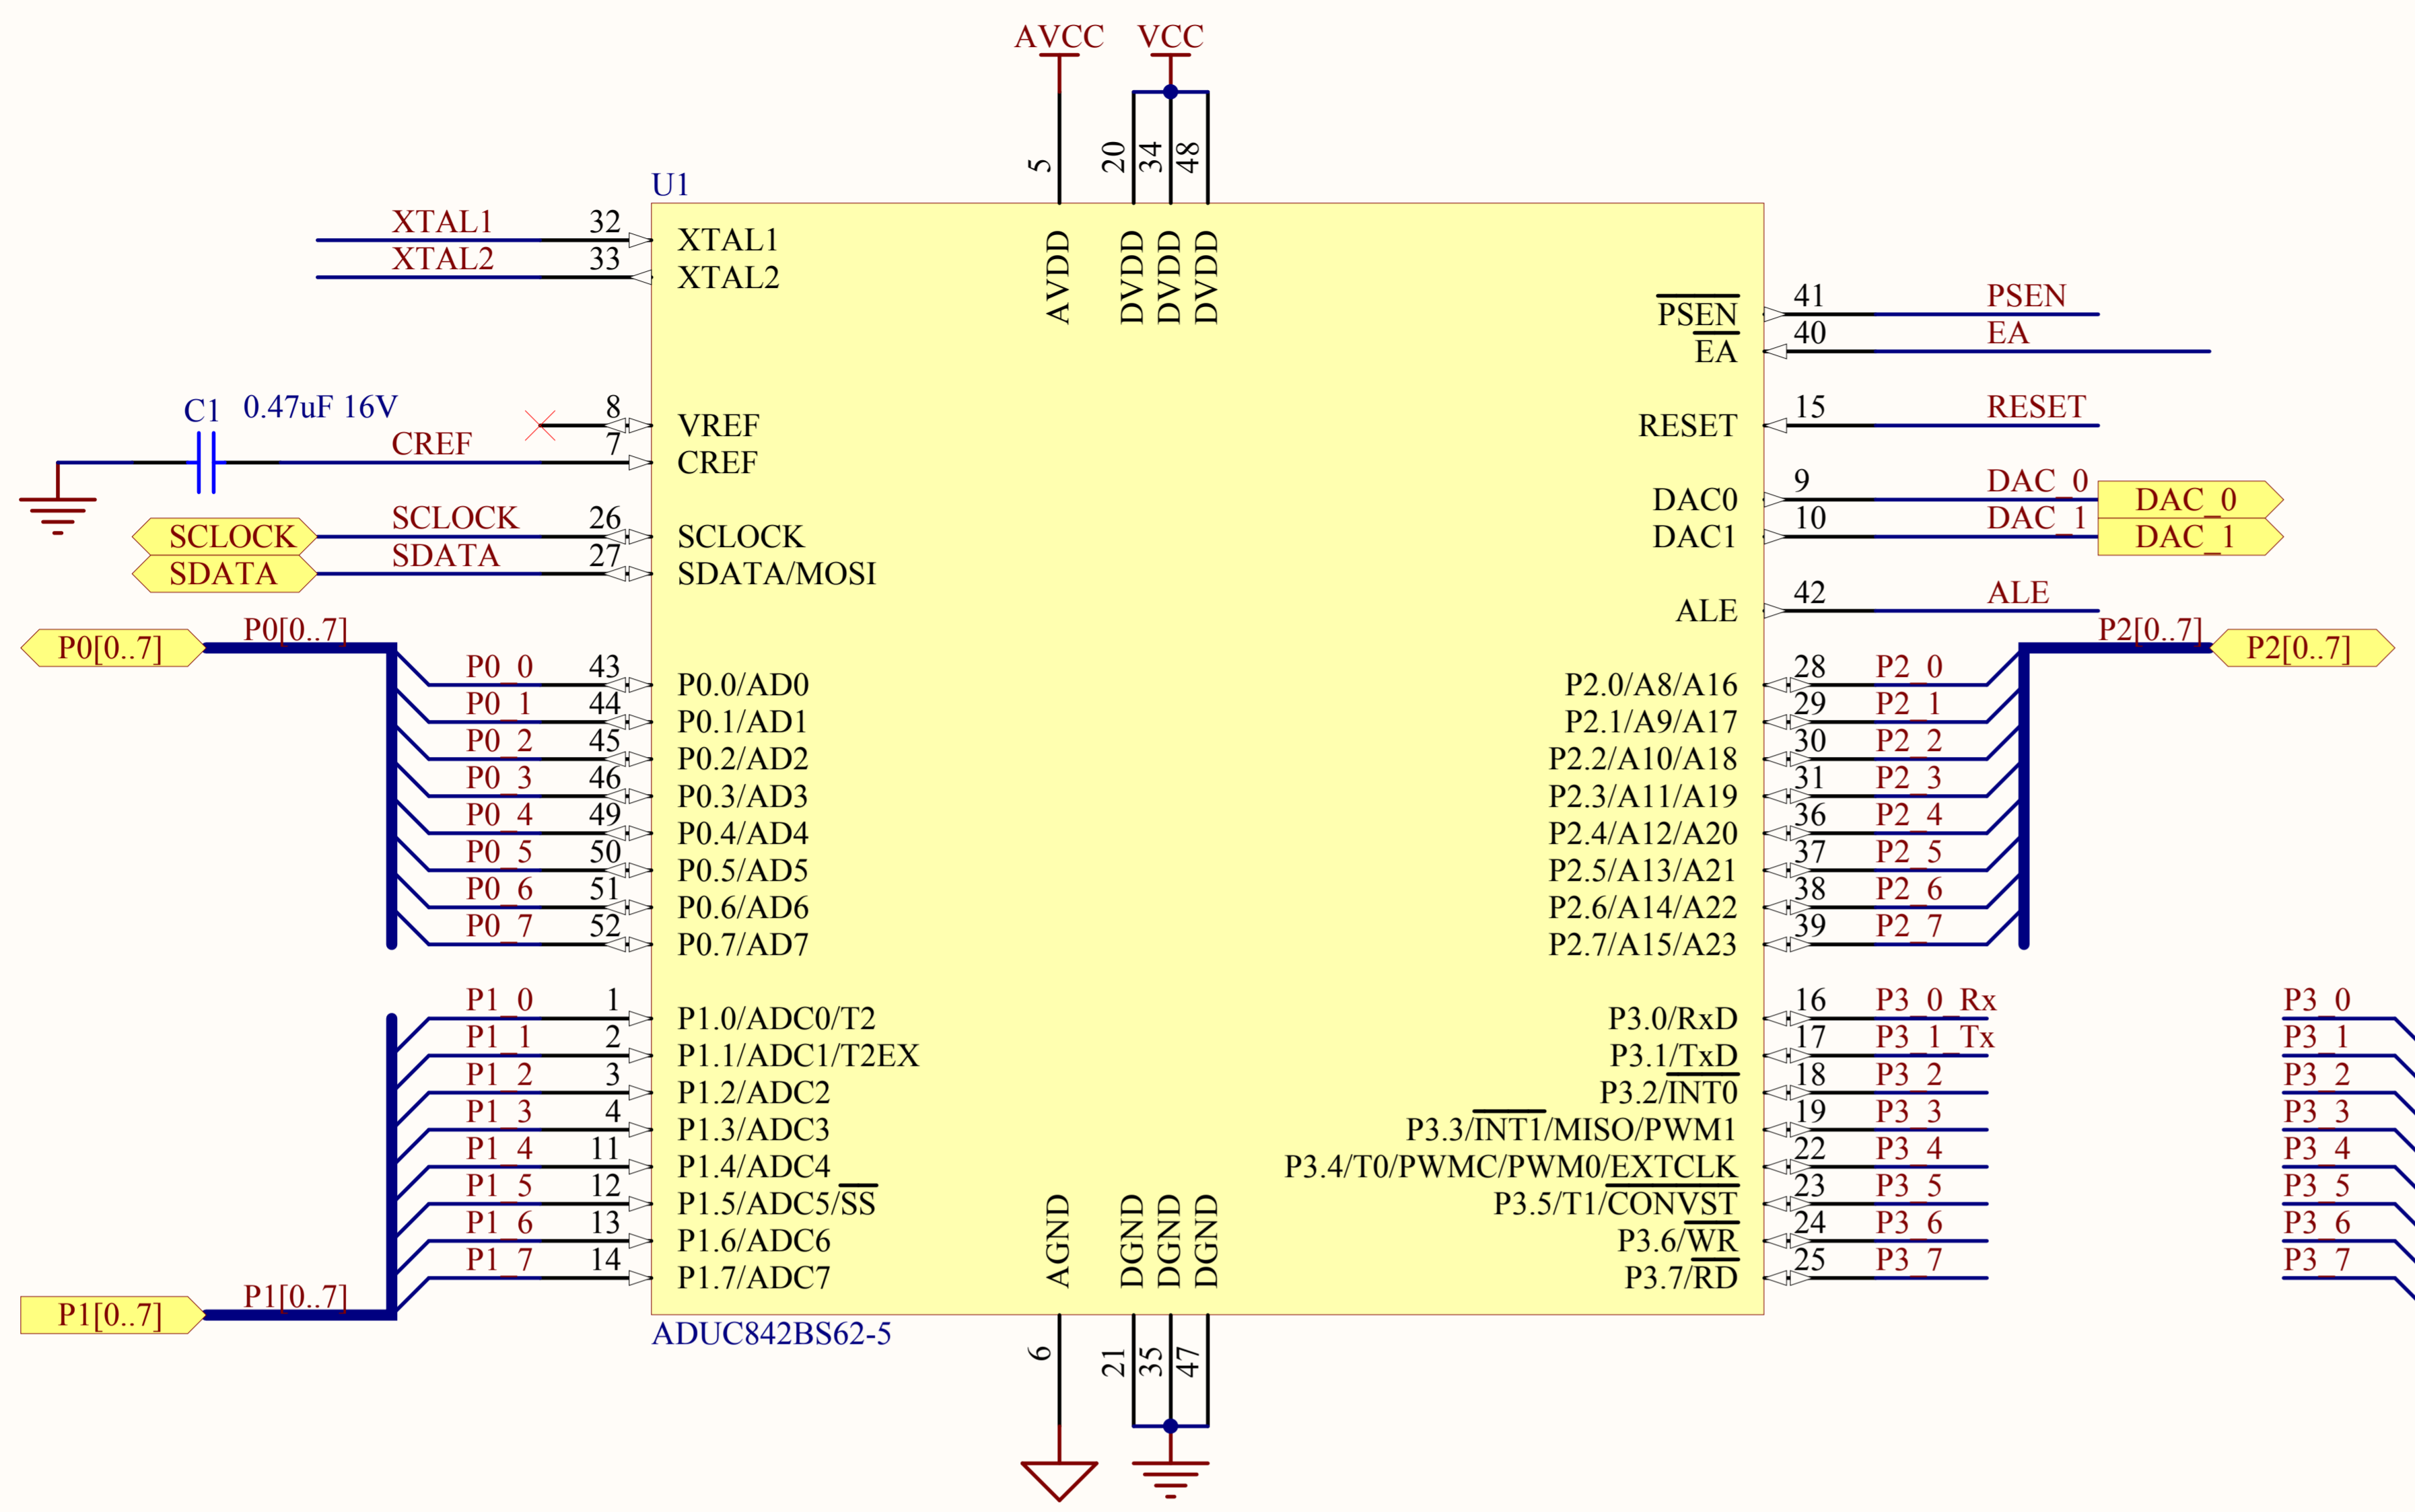 AVCC VCC
5 20 34 48
U1
AVDD DVDD DVDD DVDD
XTAL1 32 XTAL1
XTAL2 33 XTAL2
C1 0.47uF 16V
8 VREF
CREF 7 CREF
SCLOCK SCLOCK 26 SCLOCK
SDATA SDATA 27 SDATA/MOSI
P0[0..7] P0[0..7]
P0_0 43 P0.0/AD0
P0_1 44 P0.1/AD1
P0_2 45 P0.2/AD2
P0_3 46 P0.3/AD3
P0_4 49 P0.4/AD4
P0_5 50 P0.5/AD5
P0_6 51 P0.6/AD6
P0_7 52 P0.7/AD7
P1_0 1 P1.0/ADC0/T2
P1_1 2 P1.1/ADC1/T2EX
P1_2 3 P1.2/ADC2
P1_3 4 P1.3/ADC3
P1_4 11 P1.4/ADC4
P1_5 12 P1.5/ADC5/SS
P1_6 13 P1.6/ADC6
P1_7 14 P1.7/ADC7
P1[0..7] P1[0..7]
PSEN 41 PSEN
EA 40 EA
RESET 15 RESET
DAC0 9 DAC_0 DAC_0
DAC1 10 DAC_1 DAC_1
ALE 42 ALE
P2[0..7] P2[0..7]
P2.0/A8/A16 28 P2_0
P2.1/A9/A17 29 P2_1
P2.2/A10/A18 30 P2_2
P2.3/A11/A19 31 P2_3
P2.4/A12/A20 36 P2_4
P2.5/A13/A21 37 P2_5
P2.6/A14/A22 38 P2_6
P2.7/A15/A23 39 P2_7
P3.0/RxD 16 P3_0_Rx P3_0
P3.1/TxD 17 P3_1_Tx P3_1
P3.2/INT0 18 P3_2 P3_2
P3.3/INT1/MISO/PWM1 19 P3_3 P3_3
P3.4/T0/PWMC/PWM0/EXTCLK 22 P3_4 P3_4
P3.5/T1/CONVST 23 P3_5 P3_5
P3.6/WR 24 P3_6 P3_6
P3.7/RD 25 P3_7 P3_7
AGND DGND DGND DGND
ADUC842BS62-5
6 21 35 47